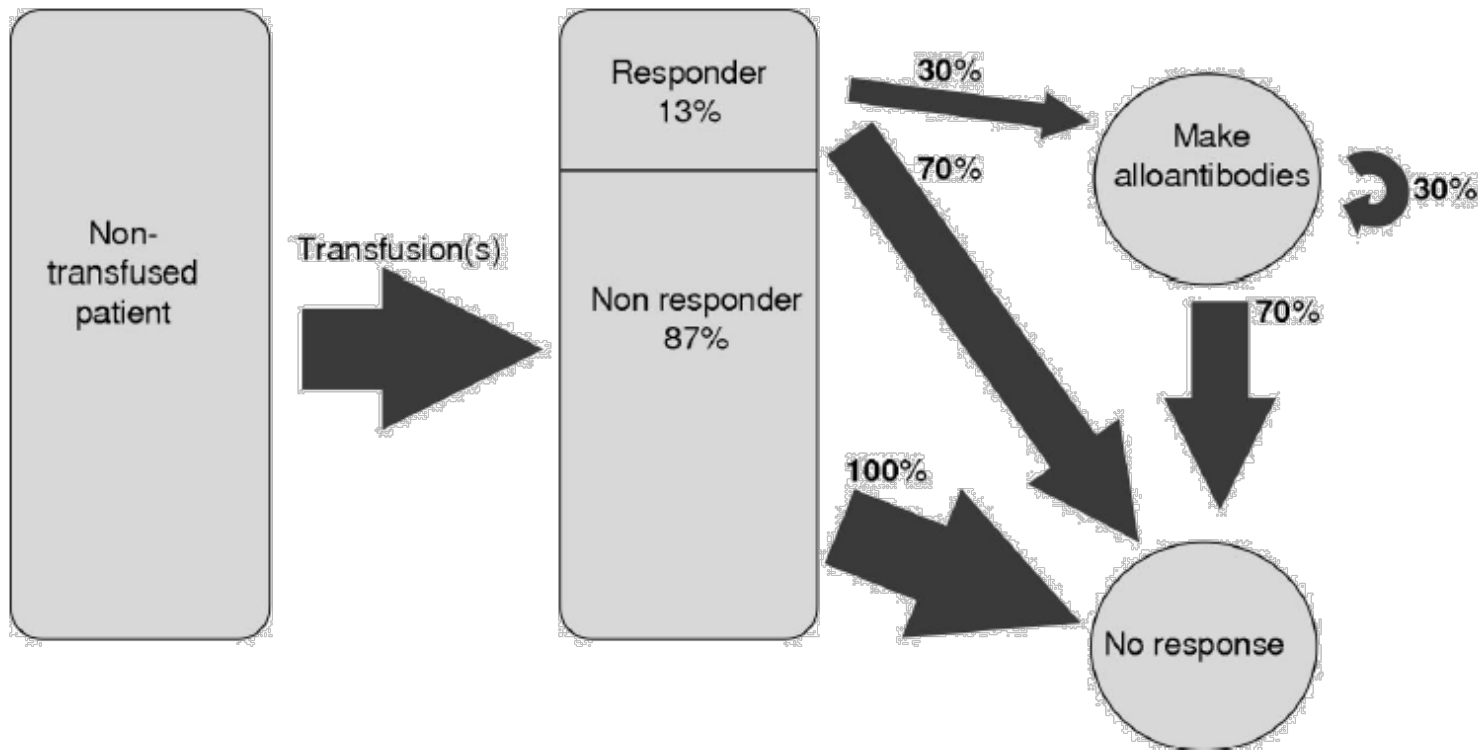 Non-
transfused
patient
Transfusion(s)
Responder
13%
Non responder
87%
30%
70%
100%
Make
alloantibodies
30%
70%
No response